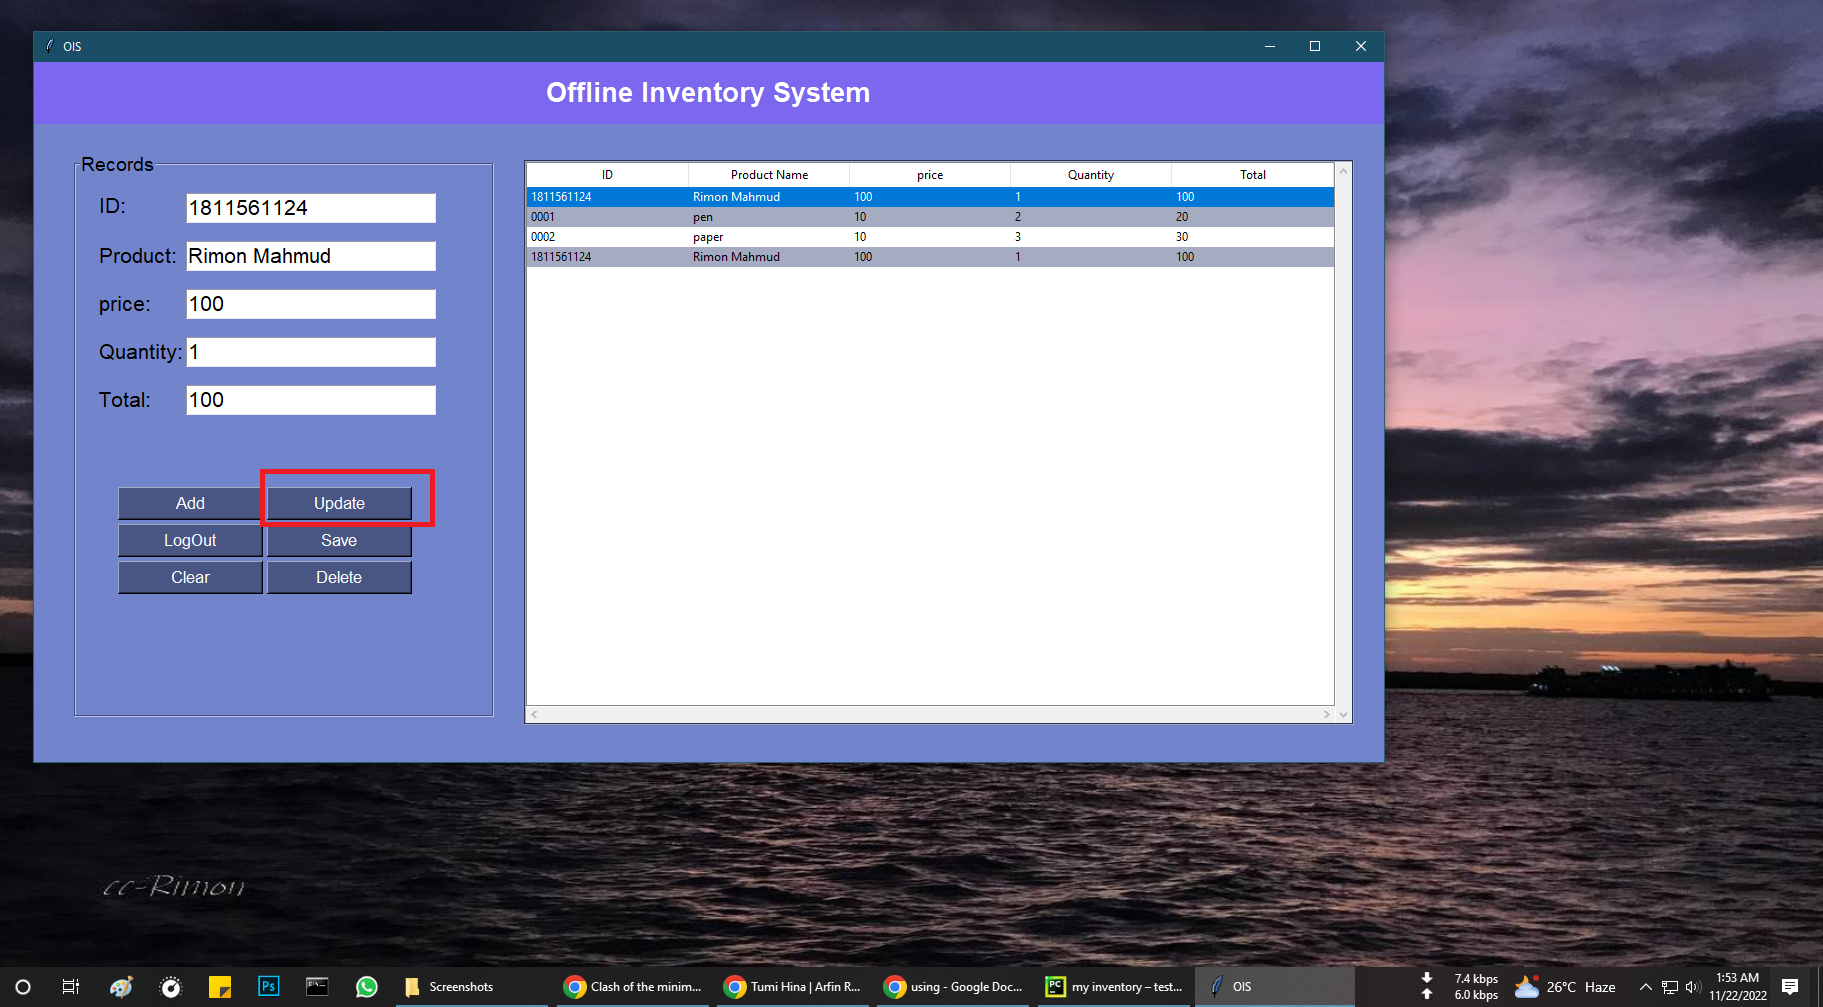 OIS
Offline Inventory System
Records
ID: 1811561124
Product: Rimon Mahmud
price: 100
Quantity: 1
Total: 100
Add Update
LogOut Save
Clear Delete
ID Product Name price Quantity Total
1811561124 Rimon Mahmud 100 1 100
0001 pen 10 2 20
0002 paper 10 3 30
1811561124 Rimon Mahmud 100 1 100
cc-Rimon
Ps
Screenshots
Clash of the minim...
Tumi Hina | Arfin R...
using - Google Doc...
PC
my inventory – test...
OIS
7.4 kbps
6.0 kbps
26°C Haze
1:53 AM
11/22/2022